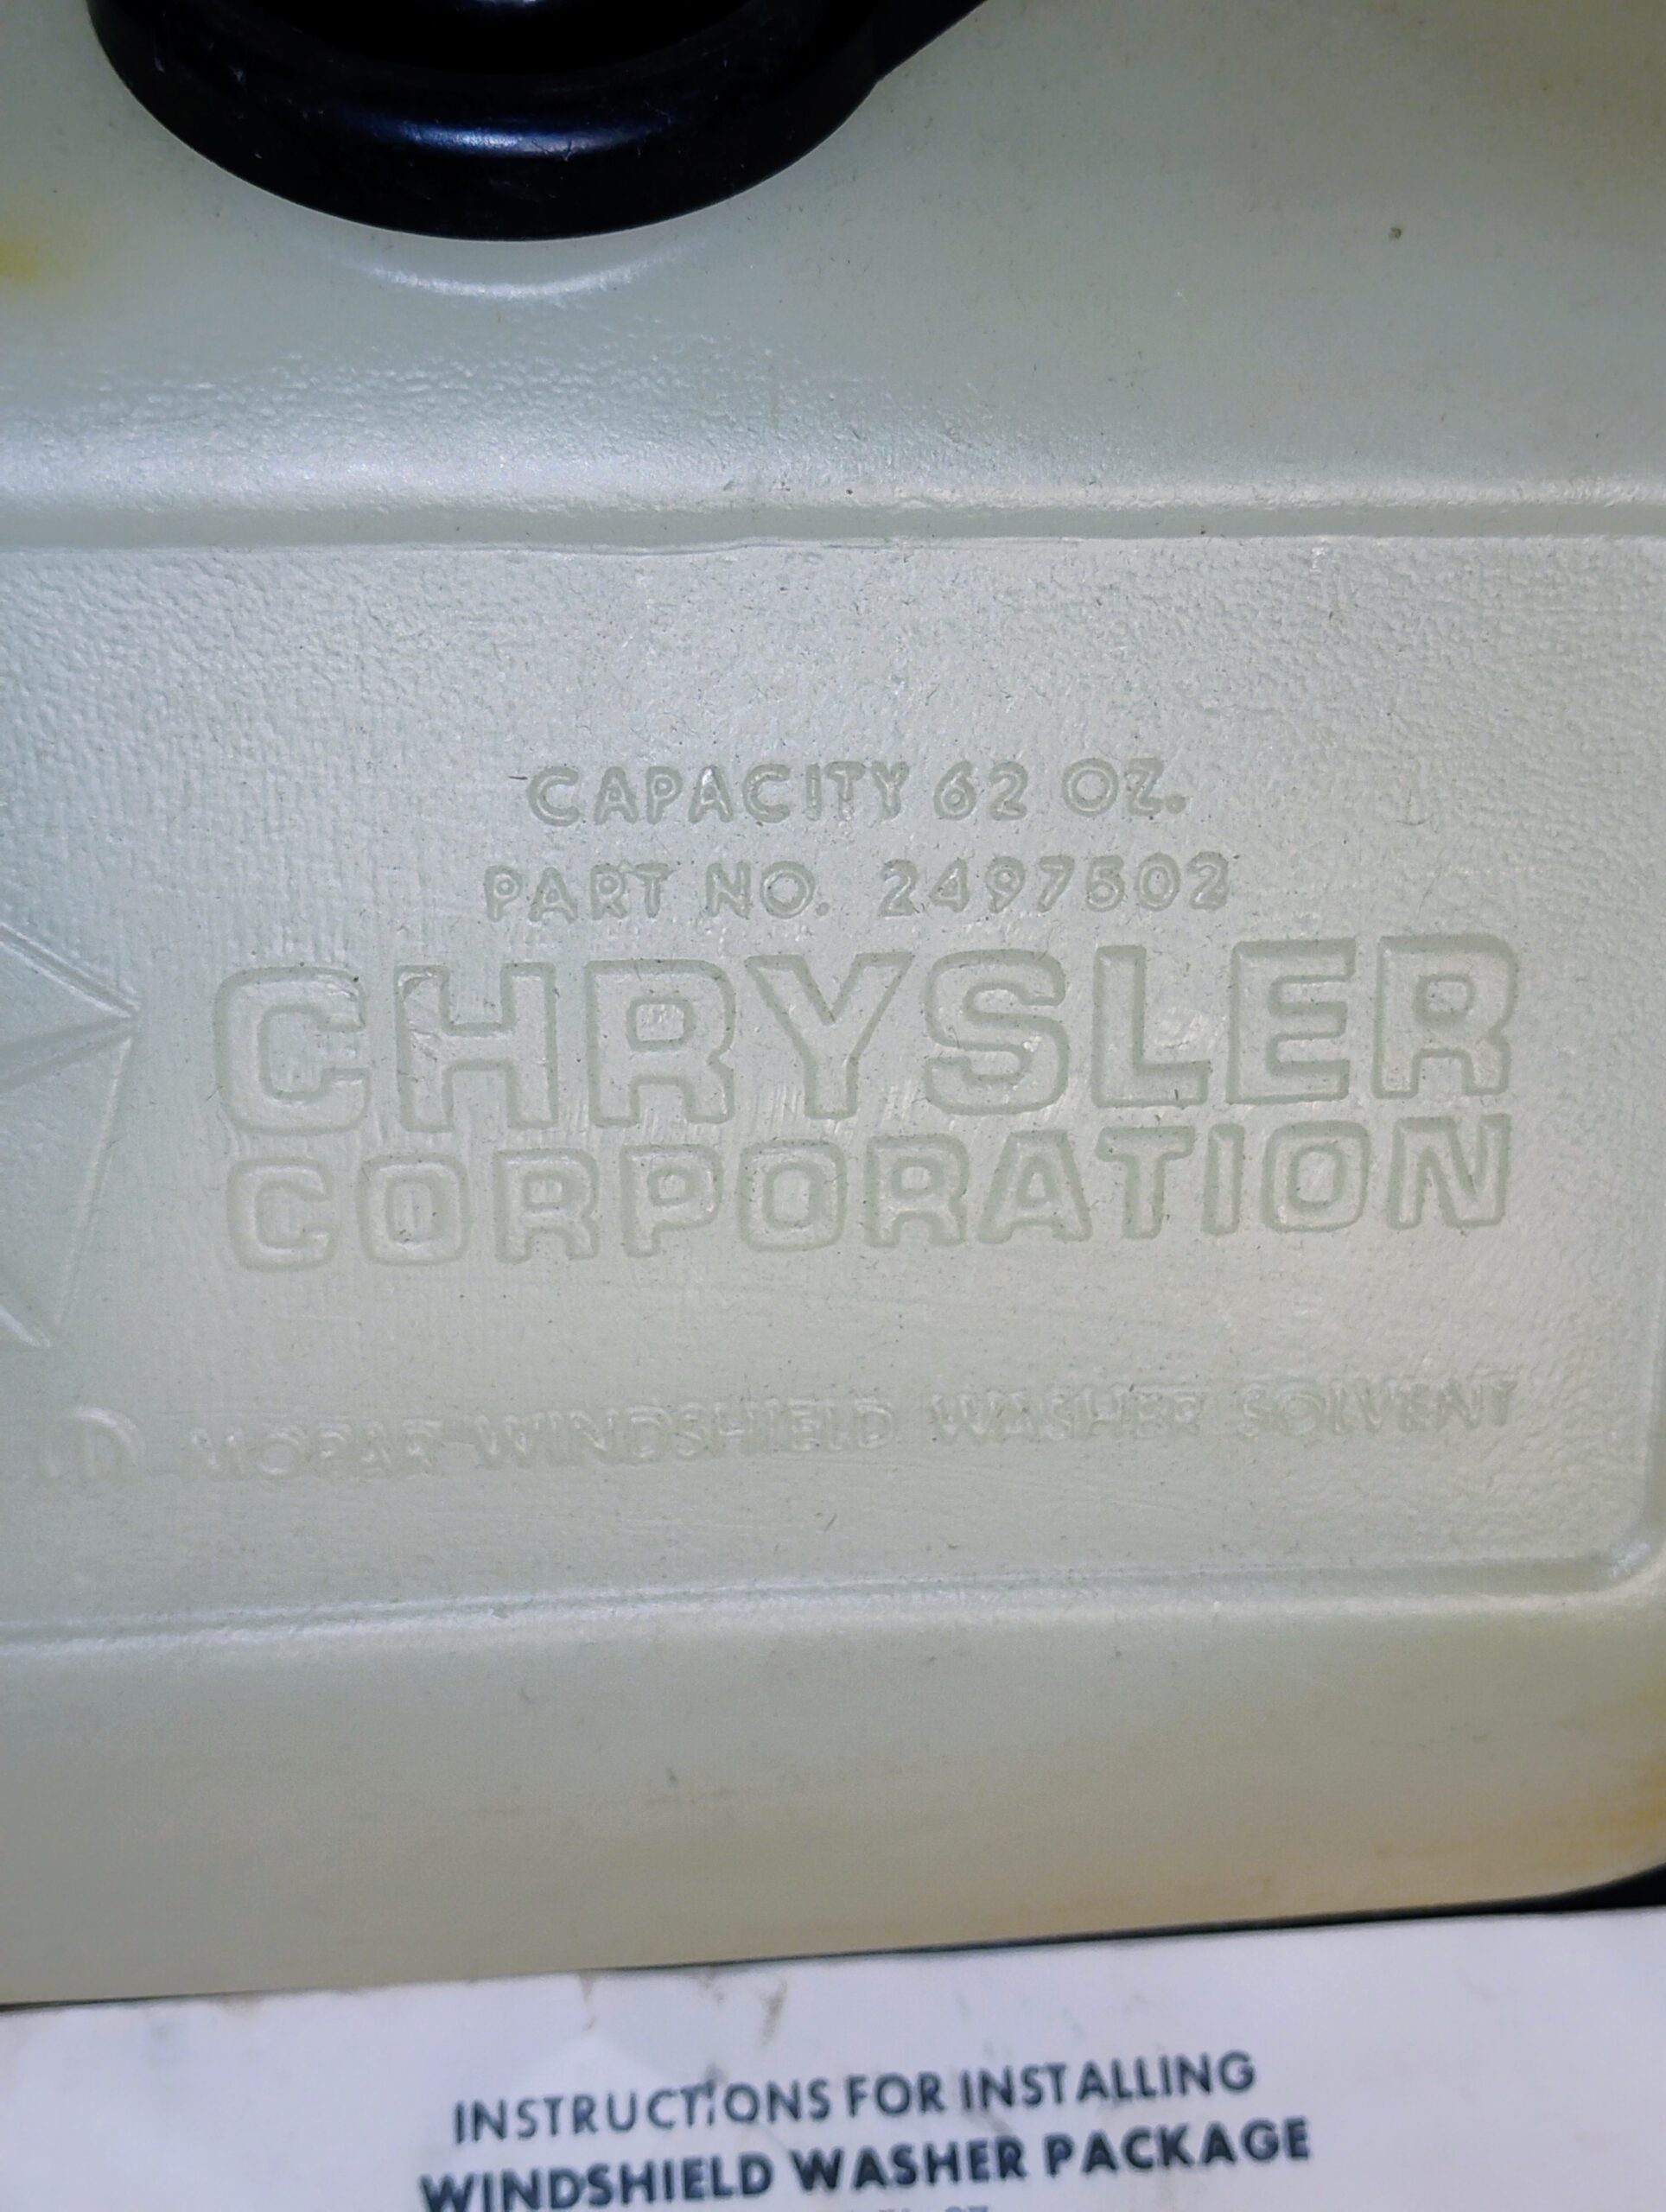 CAPACITY 62 OZ.
PART NO. 2497502
CHRYSLER
CORPORATION
MOPAR WINDSHIELD WASHER SOLVENT
INSTRUCTIONS FOR INSTALLING
WINDSHIELD WASHER PACKAGE